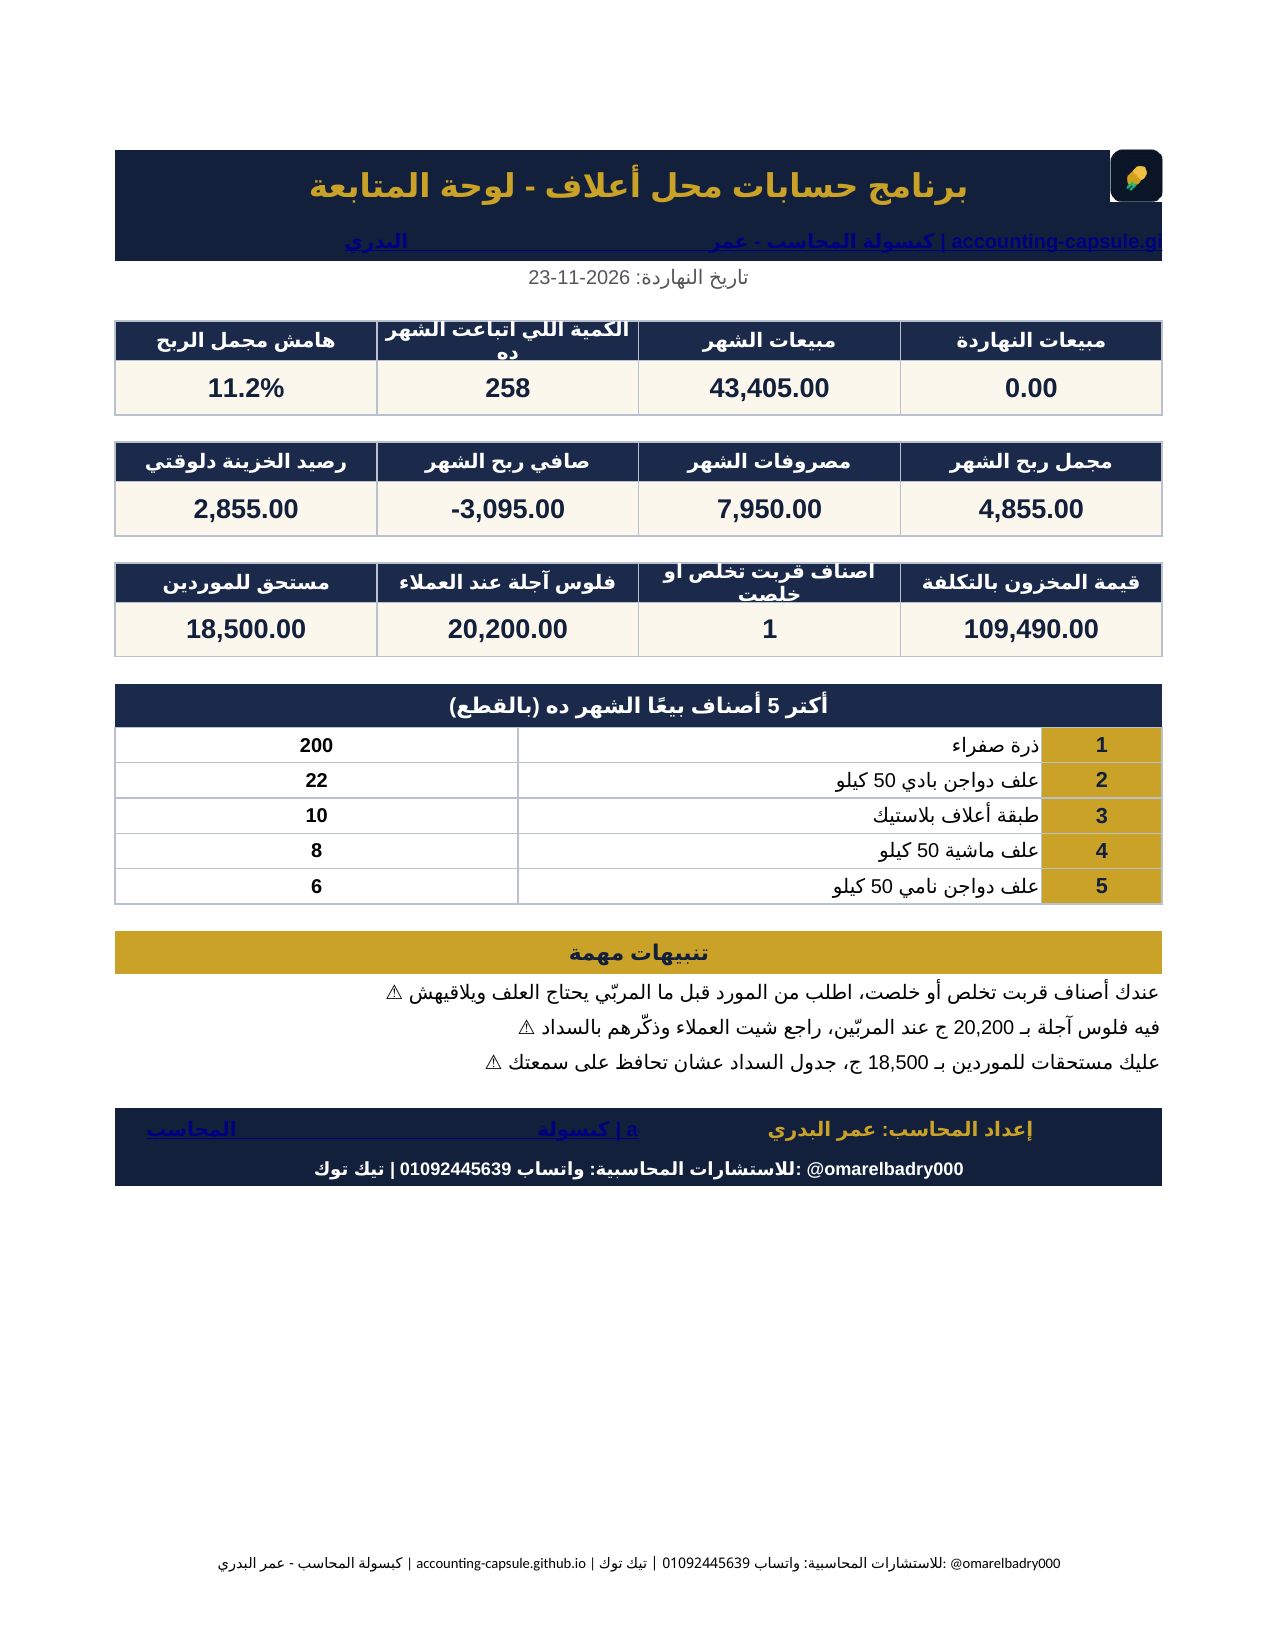 برنامج حسابات محل أعلاف - لوحة المتابعة
كبسولة المحاسب - عمر البدري | accounting-capsule.gi
تاريخ النهاردة: 2026-11-23
مبيعات النهاردة
مبيعات الشهر
الكمية اللي اتباعت الشهر ده
هامش مجمل الربح
0.00
43,405.00
258
11.2%
مجمل ربح الشهر
مصروفات الشهر
صافي ربح الشهر
رصيد الخزينة دلوقتي
4,855.00
7,950.00
-3,095.00
2,855.00
قيمة المخزون بالتكلفة
أصناف قربت تخلص أو خلصت
فلوس آجلة عند العملاء
مستحق للموردين
109,490.00
1
20,200.00
18,500.00
أكتر 5 أصناف بيعًا الشهر ده (بالقطع)
1 ذرة صفراء 200
2 علف دواجن بادي 50 كيلو 22
3 طبقة أعلاف بلاستيك 10
4 علف ماشية 50 كيلو 8
5 علف دواجن نامي 50 كيلو 6
تنبيهات مهمة
عندك أصناف قربت تخلص أو خلصت، اطلب من المورد قبل ما المربّي يحتاج العلف ويلاقيهش ⚠
فيه فلوس آجلة بـ 20,200 ج عند المربّين، راجع شيت العملاء وذكّرهم بالسداد ⚠
عليك مستحقات للموردين بـ 18,500 ج، جدول السداد عشان تحافظ على سمعتك ⚠
إعداد المحاسب: عمر البدري
كبسولة المحاسب | a
للاستشارات المحاسبية: واتساب 01092445639 | تيك توك: @omarelbadry000
كبسولة المحاسب - عمر البدري | accounting-capsule.github.io | للاستشارات المحاسبية: واتساب 01092445639 | تيك توك: @omarelbadry000